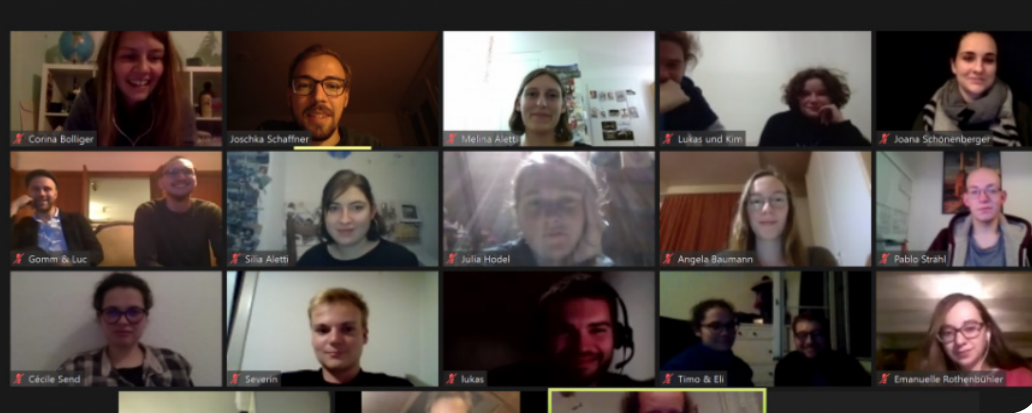 Corina Bolliger
Joschka Schaffner
Melina Aletti
Lukas und Kim
Joana Schönenberger
Gomm & Luc
Silia Aletti
Julia Hodel
Angela Baumann
Pablo Strahl
Cécile Send
Severin
lukas
Timo & Eli
Emanuelle Rothenbühler